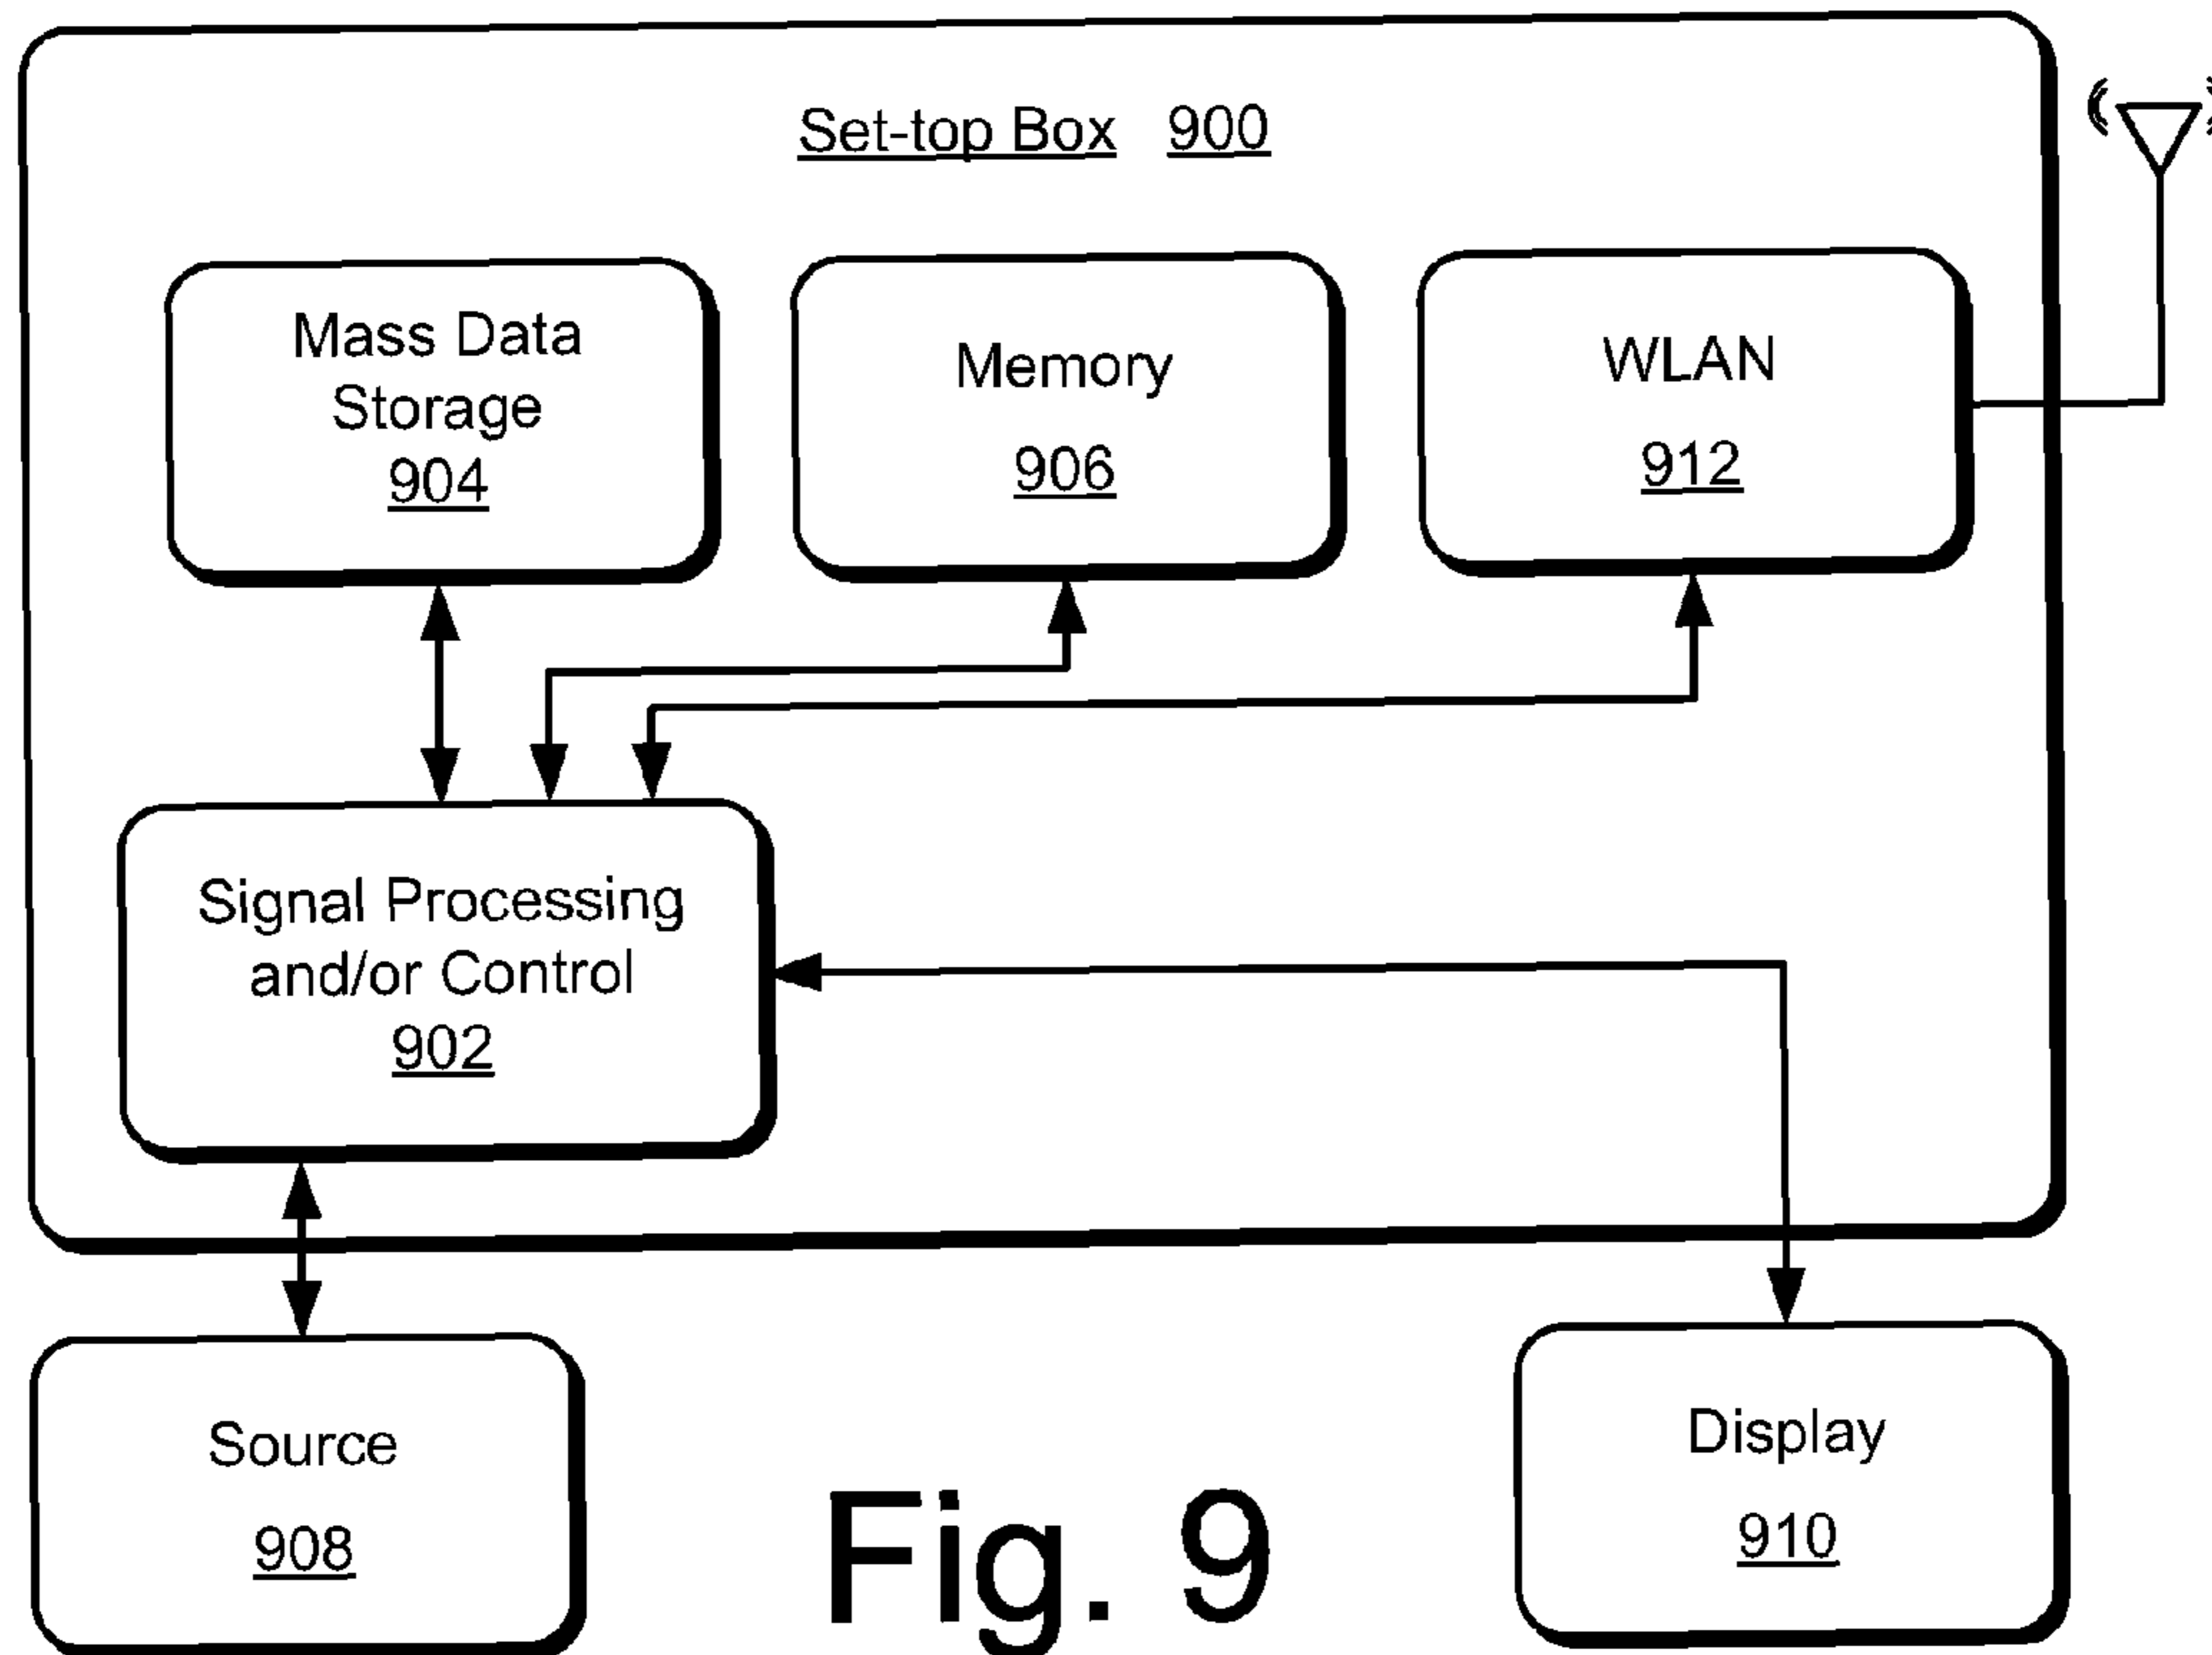 Set-top Box 900
Mass Data
Storage
904
Memory
906
WLAN
912
Signal Processing
and/or Control
902
Source
908
Display
910
Fig. 9